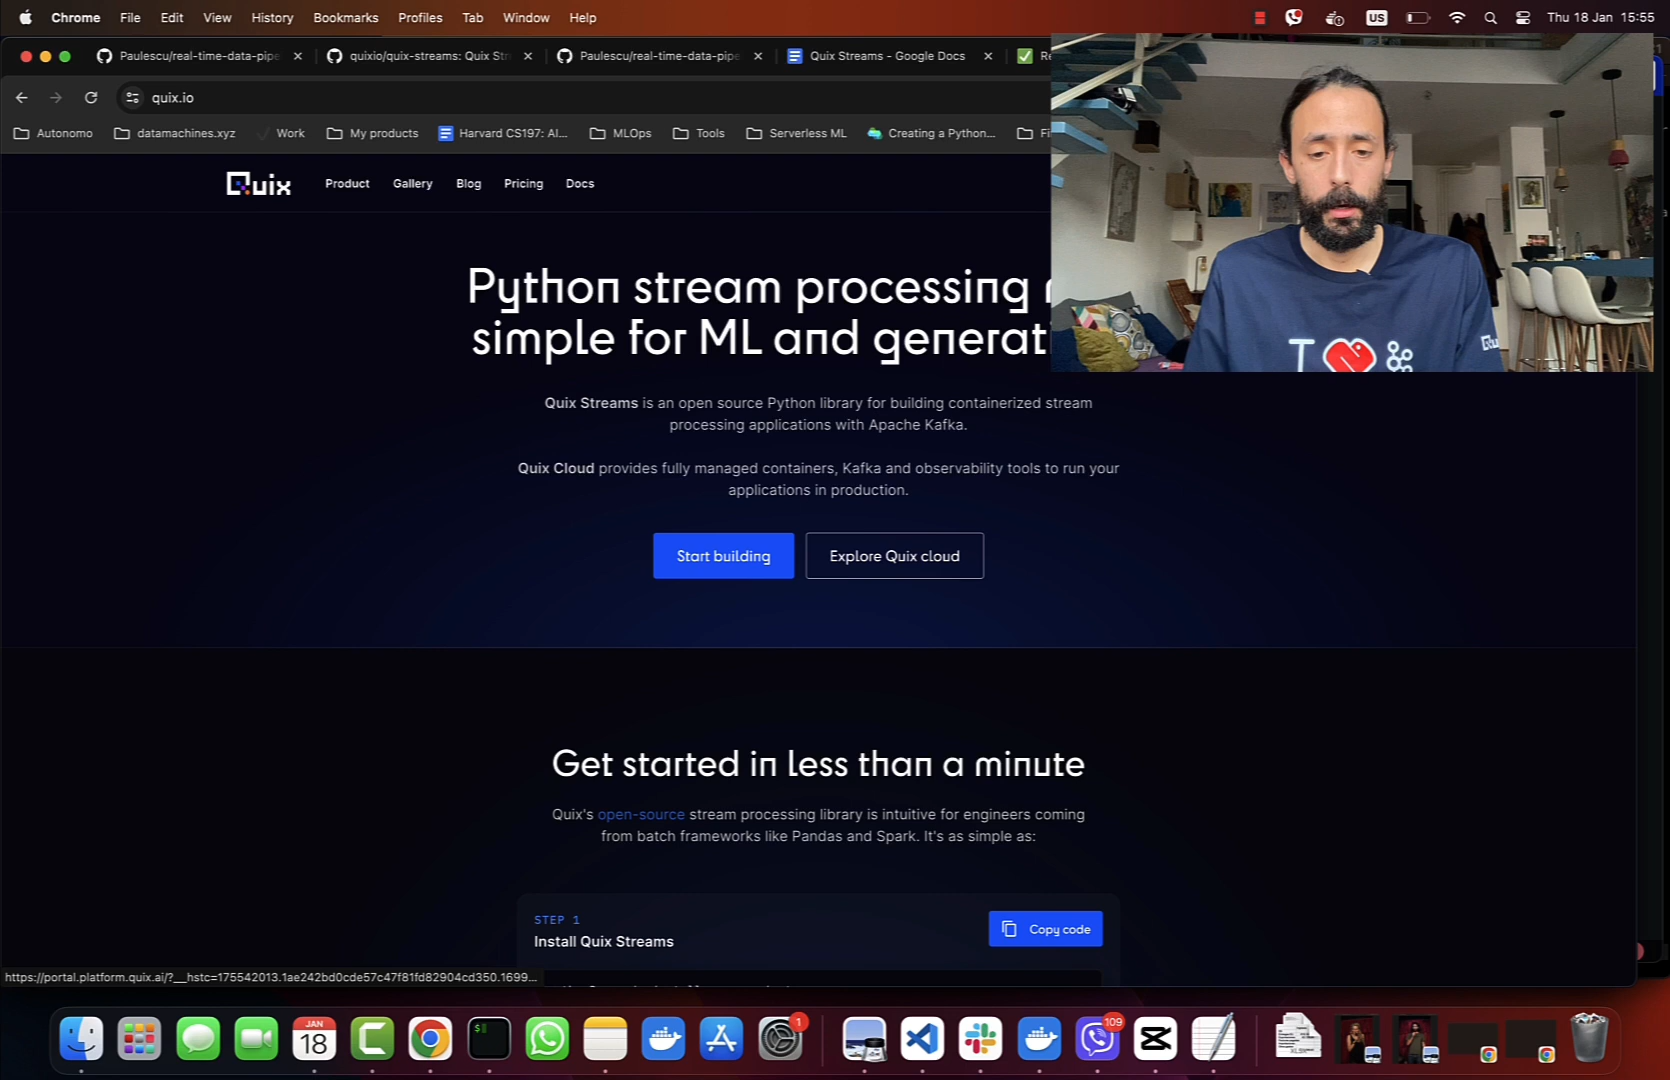 Chrome File Edit View History Bookmarks Profiles Tab Window Help
US Thu 18 Jan 15:55
Paulescu/real-time-data-pipe quixio/quix-streams: Quix Str Paulescu/real-time-data-pipe Quix Streams - Google Docs Re
quix.io
Autonomo datamachines.xyz Work My products Harvard CS197: AI... MLOps Tools Serverless ML Creating a Python...
Quix Product Gallery Blog Pricing Docs
Python stream processing
simple for ML and generati
Quix Streams is an open source Python library for building containerized stream
processing applications with Apache Kafka.
Quix Cloud provides fully managed containers, Kafka and observability tools to run your
applications in production.
Start building Explore Quix cloud
Get started in less than a minute
Quix's open-source stream processing library is intuitive for engineers coming
from batch frameworks like Pandas and Spark. It's as simple as:
STEP 1
Install Quix Streams
Copy code
https://portal.platform.quix.ai/?__hstc=175542013.1ae242bd0cde57c47f81fd82904cd350.1699...
JAN
18
1
109
I